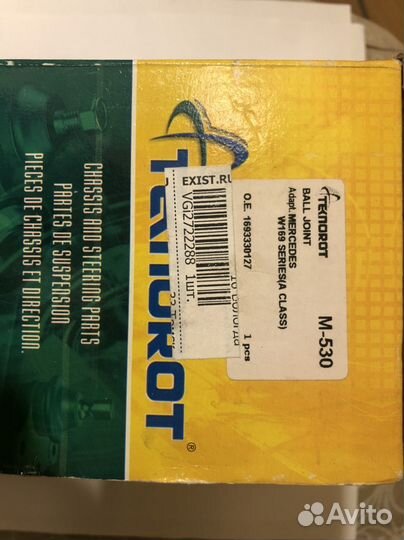 CHASSIS AND STEERING PARTS
PARTES DE SUSPENSION
PIECES DE CHASSIS ET DIRECTION.
TEKNOROT®
EXIST.RU
VGI2722288 1шт.
TEKNOROT
BALL JOINT
Adapt.MERCEDES
W169 SERIES(A CLASS)
O.E. 1693330127
1 pcs
M-530
Avito